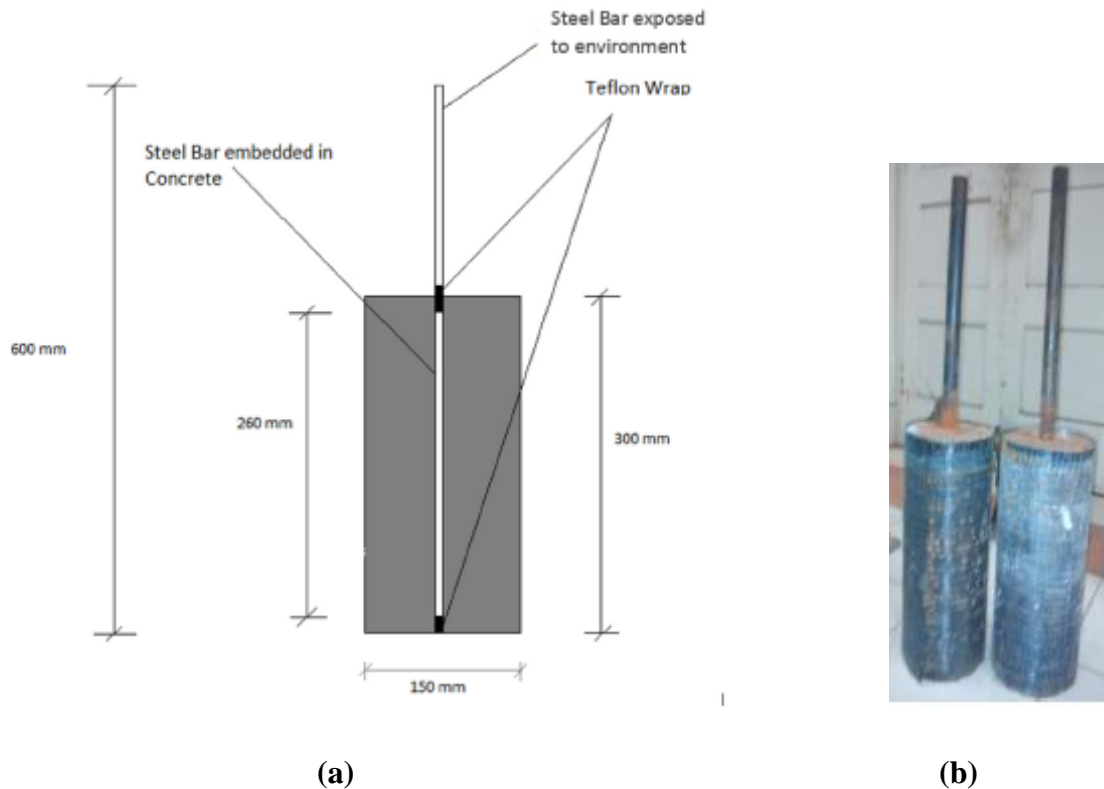 Steel Bar exposed
to environment
Teflon Wrap
Steel Bar embedded in
Concrete
600 mm
260 mm
300 mm
150 mm
(a)
(b)